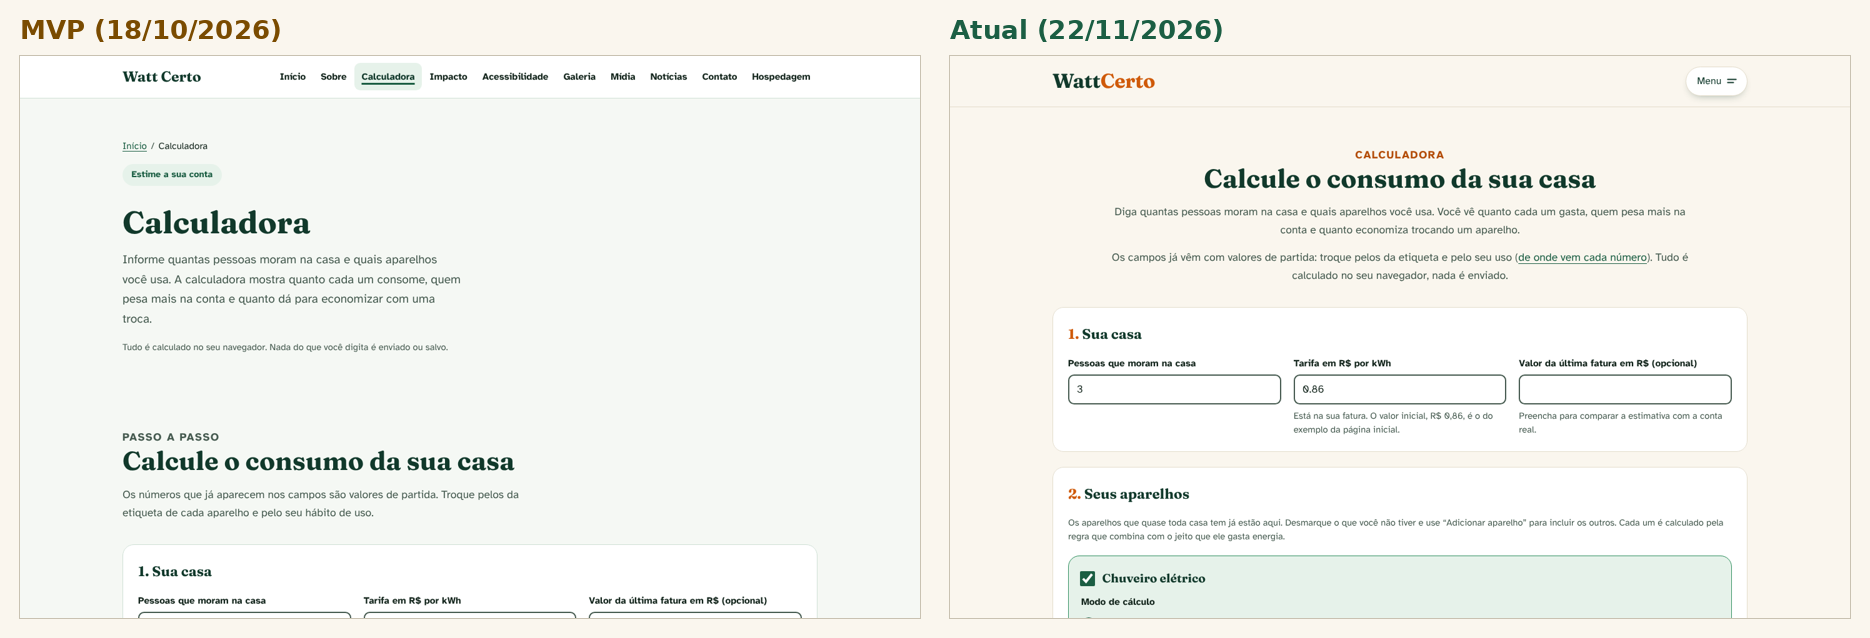 MVP (18/10/2026)
Watt Certo
Início Sobre Calculadora Impacto Acessibilidade Galeria Mídia Notícias Contato Hospedagem
Início / Calculadora
Estime a sua conta
Calculadora
Informe quantas pessoas moram na casa e quais aparelhos
você usa. A calculadora mostra quanto cada um consome, quem
pesa mais na conta e quanto dá para economizar com uma
troca.
Tudo é calculado no seu navegador. Nada do que você digita é enviado ou salvo.
PASSO A PASSO
Calcule o consumo da sua casa
Os números que já aparecem nos campos são valores de partida. Troque pelos da
etiqueta de cada aparelho e pelo seu hábito de uso.
1. Sua casa
Pessoas que moram na casa
Tarifa em R$ por kWh
Valor da última fatura em R$ (opcional)
Atual (22/11/2026)
WattCerto
Menu
CALCULADORA
Calcule o consumo da sua casa
Diga quantas pessoas moram na casa e quais aparelhos você usa. Você vê quanto cada um gasta, quem pesa mais na
conta e quanto economiza trocando um aparelho.
Os campos já vêm com valores de partida: troque pelos da etiqueta e pelo seu uso (de onde vem cada número). Tudo é
calculado no seu navegador, nada é enviado.
1. Sua casa
Pessoas que moram na casa
3
Tarifa em R$ por kWh
0.86
Está na sua fatura. O valor inicial, R$ 0,86, é o do
exemplo da página inicial.
Valor da última fatura em R$ (opcional)
Preencha para comparar a estimativa com a conta
real.
2. Seus aparelhos
Os aparelhos que quase toda casa tem já estão aqui. Desmarque o que você não tiver e use “Adicionar aparelho” para incluir os outros. Cada um é calculado pela
regra que combina com o jeito que ele gasta energia.
Chuveiro elétrico
Modo de cálculo